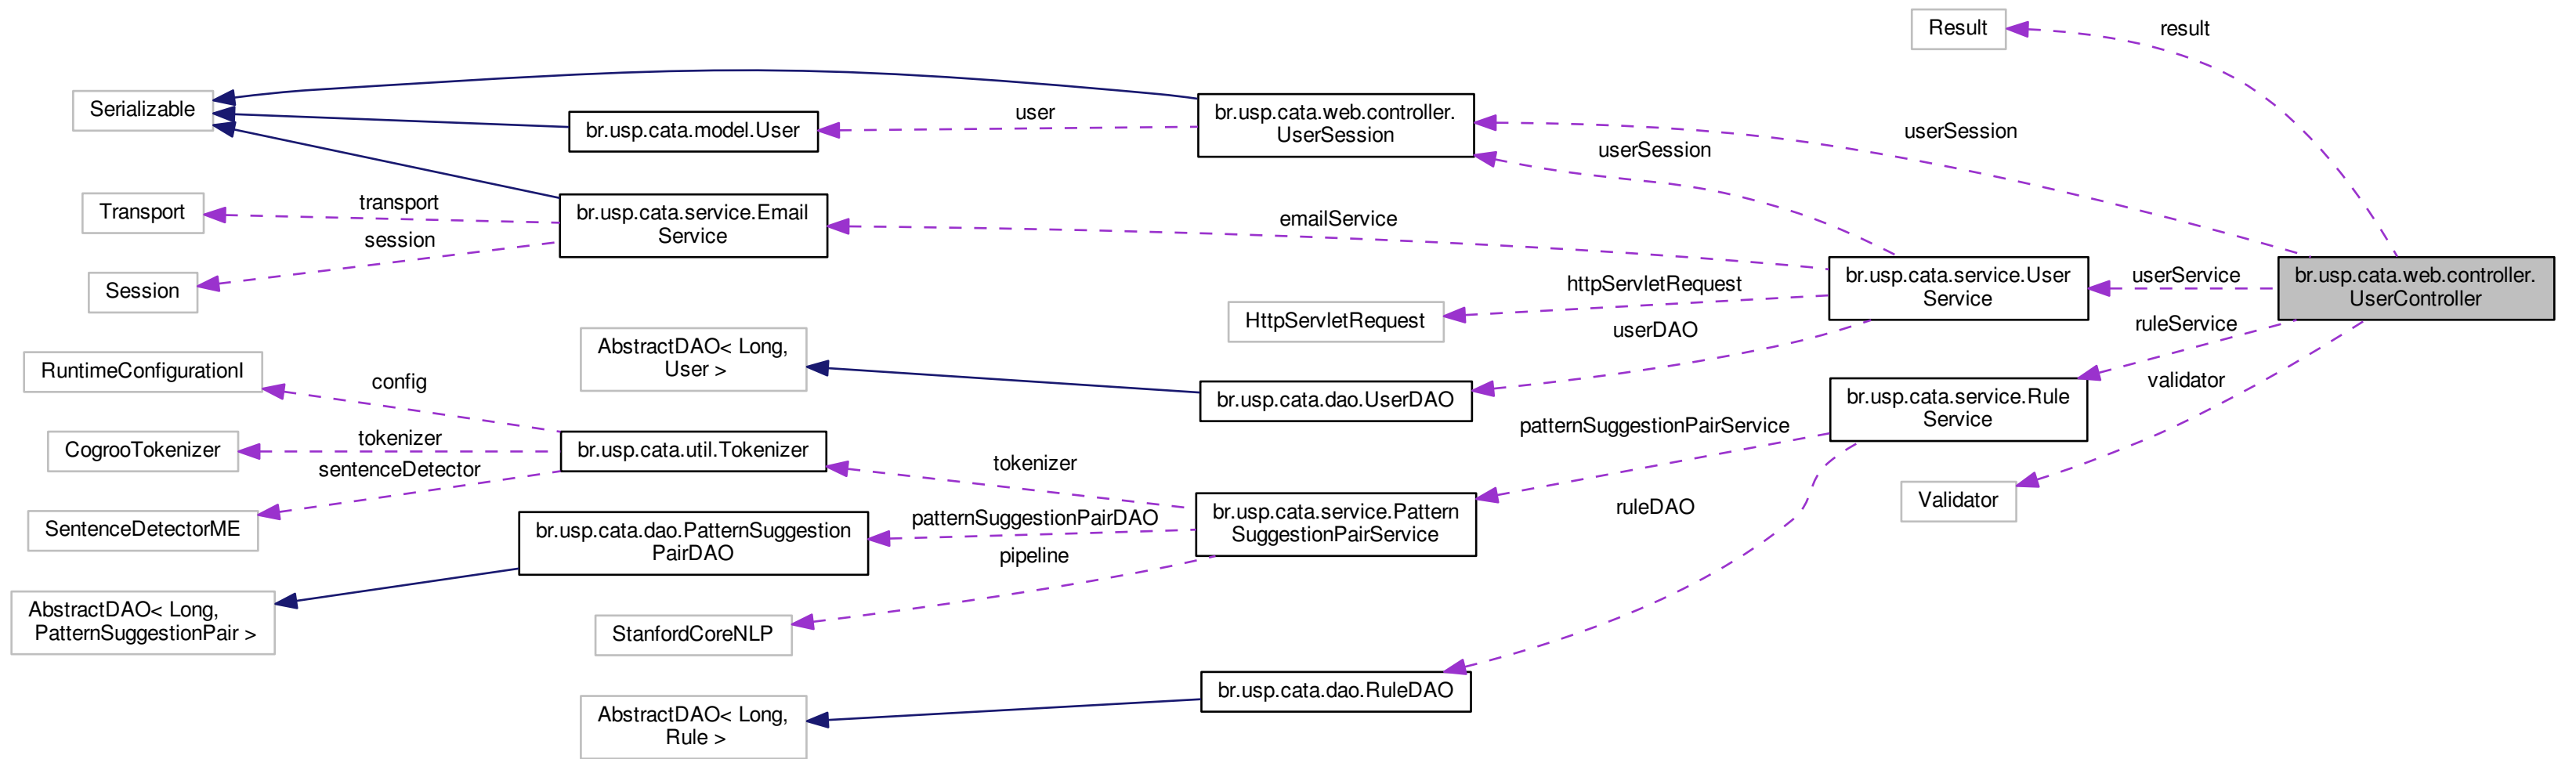 Result
result
Serializable
br.usp.cata.model.User
user
br.usp.cata.web.controller.
UserSession
userSession
userSession
Transport
transport
session
Session
br.usp.cata.service.Email
Service
emailService
httpServletRequest
HttpServletRequest
userDAO
br.usp.cata.service.User
Service
userService
br.usp.cata.web.controller.
UserController
ruleService
validator
AbstractDAO< Long,
User >
br.usp.cata.dao.UserDAO
br.usp.cata.service.Rule
Service
RuntimeConfigurationI
config
CogrooTokenizer
tokenizer
sentenceDetector
SentenceDetectorME
br.usp.cata.util.Tokenizer
tokenizer
patternSuggestionPairService
br.usp.cata.dao.PatternSuggestion
PairDAO
patternSuggestionPairDAO
pipeline
br.usp.cata.service.Pattern
SuggestionPairService
ruleDAO
Validator
AbstractDAO< Long,
PatternSuggestionPair >
StanfordCoreNLP
br.usp.cata.dao.RuleDAO
AbstractDAO< Long,
Rule >